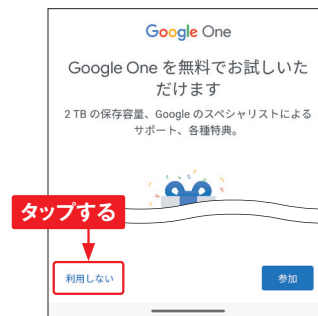 Google One
Google One を無料でお試しいた
だけます
2 TB の保存容量、Google のスペシャリストによる
サポート、各種特典。
タップする
利用しない
参加